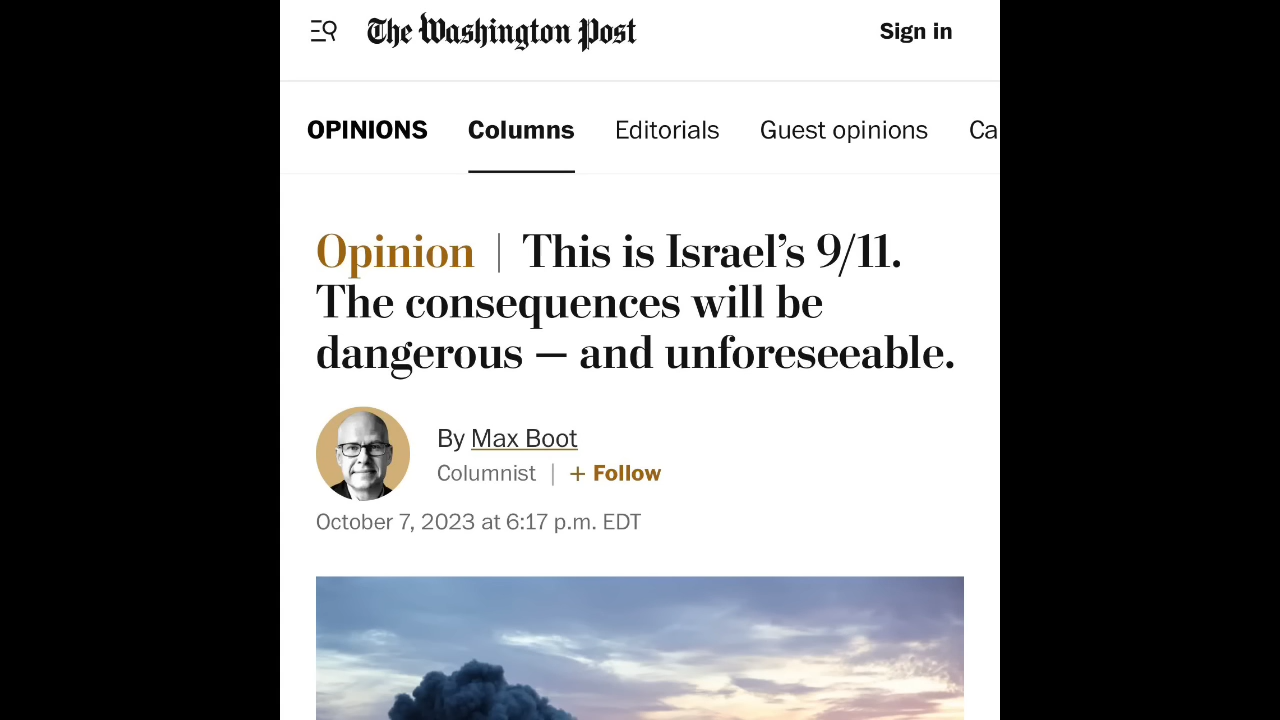 The Washington Post
Sign in
OPINIONS Columns Editorials Guest opinions Ca
Opinion | This is Israel’s 9/11.
The consequences will be
dangerous — and unforeseeable.
By Max Boot
Columnist | + Follow
October 7, 2023 at 6:17 p.m. EDT